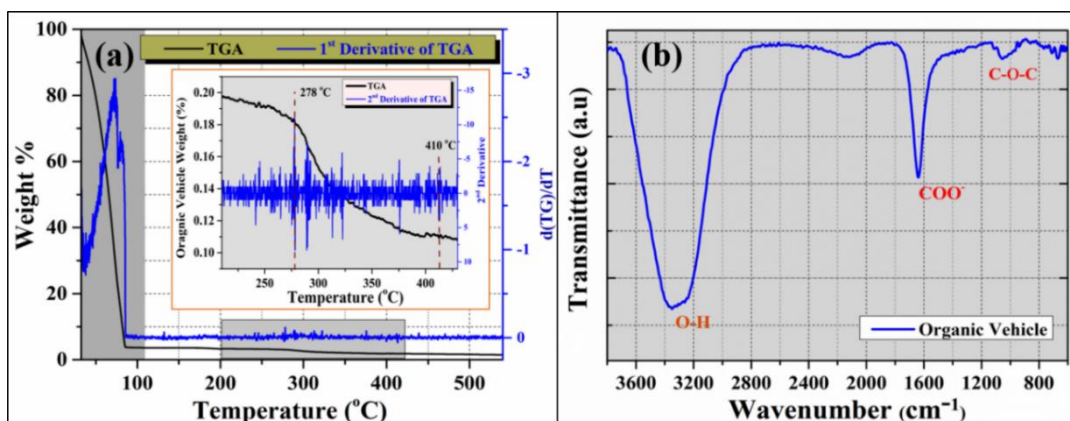 (a)
TGA
1st Derivative of TGA
Weight %
100
80
60
40
20
0
100
200
300
400
500
Temperature (°C)
-3
-2
-1
0
d(TG)/dT
TGA
2nd Derivative of TGA
278 °C
410 °C
Oragnic Vehicle Weight (%)
0.20
0.18
0.16
0.14
0.12
0.10
250
300
350
400
Temperature (°C)
-15
-10
-5
0
5
10
2nd Derivative
(b)
Transmittance (a.u)
C-O-C
COO-
O-H
Organic Vehicle
3600
3200
2800
2400
2000
1600
1200
800
Wavenumber (cm−1)